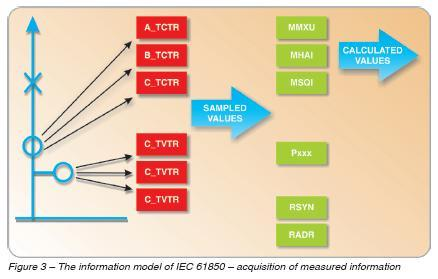 A_TCTR
B_TCTR
C_TCTR
C_TVTR
C_TVTR
C_TVTR
SAMPLED
VALUES
MMXU
MHAI
MSQI
Pxxx
RSYN
RADR
CALCULATED
VALUES
Figure 3 – The information model of IEC 61850 – acquisition of measured information